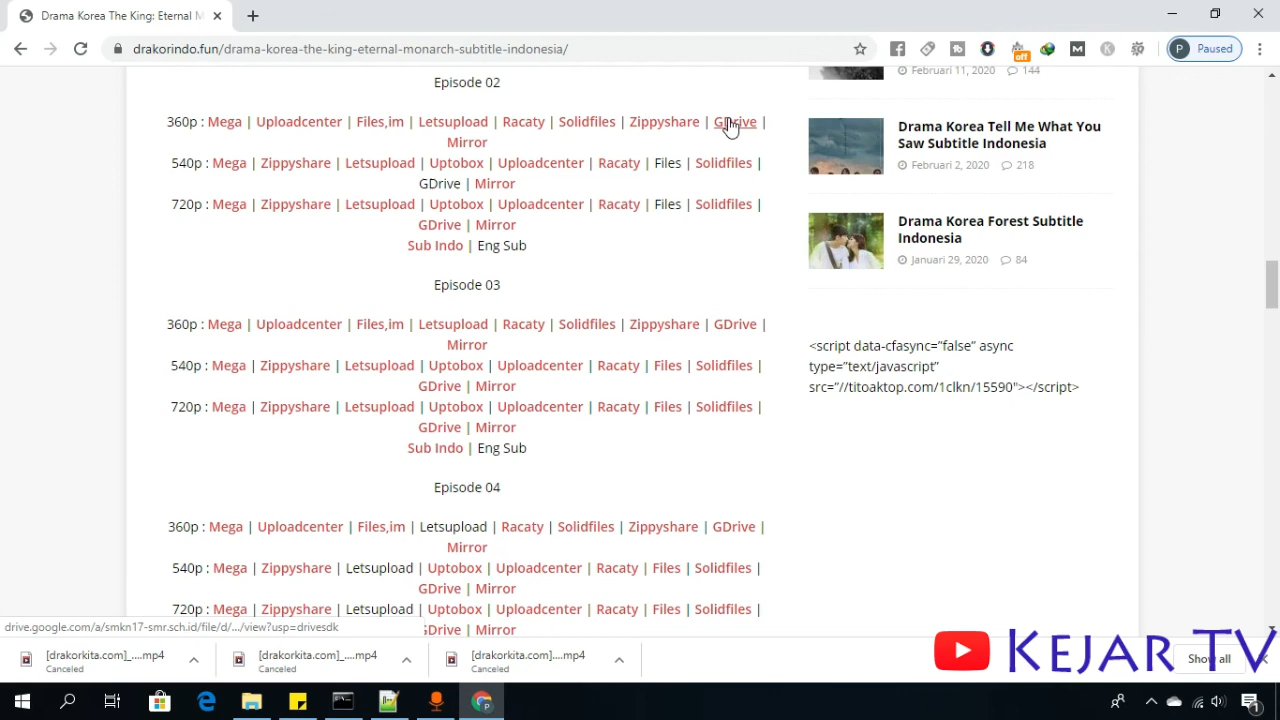 Drama Korea The King: Eternal M
drakorindo.fun/drama-korea-the-king-eternal-monarch-subtitle-indonesia/
off
M
K
P Paused
Episode 02
360p : Mega | Uploadcenter | Files,im | Letsupload | Racaty | Solidfiles | Zippyshare | GDrive |
Mirror
540p : Mega | Zippyshare | Letsupload | Uptobox | Uploadcenter | Racaty | Files | Solidfiles |
GDrive | Mirror
720p : Mega | Zippyshare | Letsupload | Uptobox | Uploadcenter | Racaty | Files | Solidfiles |
GDrive | Mirror
Sub Indo | Eng Sub
Episode 03
360p : Mega | Uploadcenter | Files,im | Letsupload | Racaty | Solidfiles | Zippyshare | GDrive |
Mirror
540p : Mega | Zippyshare | Letsupload | Uptobox | Uploadcenter | Racaty | Files | Solidfiles |
GDrive | Mirror
720p : Mega | Zippyshare | Letsupload | Uptobox | Uploadcenter | Racaty | Files | Solidfiles |
GDrive | Mirror
Sub Indo | Eng Sub
Episode 04
360p : Mega | Uploadcenter | Files,im | Letsupload | Racaty | Solidfiles | Zippyshare | GDrive |
Mirror
540p : Mega | Zippyshare | Letsupload | Uptobox | Uploadcenter | Racaty | Files | Solidfiles |
GDrive | Mirror
720p : Mega | Zippyshare | Letsupload | Uptobox | Uploadcenter | Racaty | Files | Solidfiles |
GDrive | Mirror
Februari 11, 2020 144
Drama Korea Tell Me What You
Saw Subtitle Indonesia
Februari 2, 2020 218
Drama Korea Forest Subtitle
Indonesia
Januari 29, 2020 84
<script data-cfasync=”false” async
type=”text/javascript”
src=”//titoaktop.com/1clkn/15590″></script>
drive.google.com/a/smkn17-smr.sch.id/file/d/.../view?usp=drivesdk
[drakorkita.com]_....mp4
Canceled
[drakorkita.com]_....mp4
Canceled
[drakorkita.com]....mp4
Canceled
Show all
KEJAR TV
1